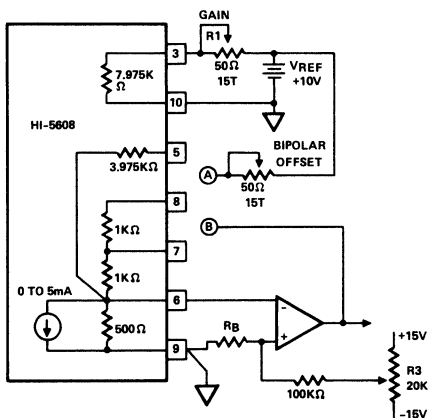 GAIN
R1
3
50Ω
15T
VREF
+10V
7.975K
Ω
10
HI-5608
5
3.975KΩ
BIPOLAR
OFFSET
A
50Ω
15T
8
1KΩ
B
7
1KΩ
0 TO 5mA
6
-
+
500Ω
RB
9
+15V
R3
20K
100KΩ
-15V